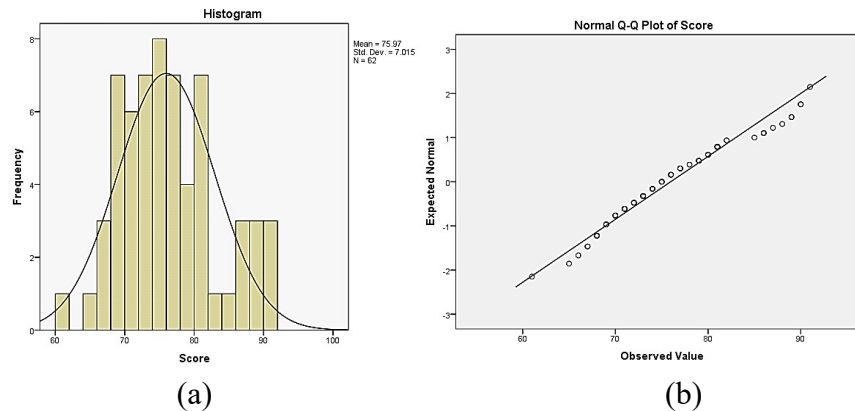 Histogram
Mean = 75.97
Std. Dev. = 7.015
N = 62
Frequency
8
6
4
2
0
60 70 80 90 100
Score
(a)
Normal Q-Q Plot of Score
Expected Normal
3
2
1
0
-1
-2
-3
60 70 80 90
Observed Value
(b)